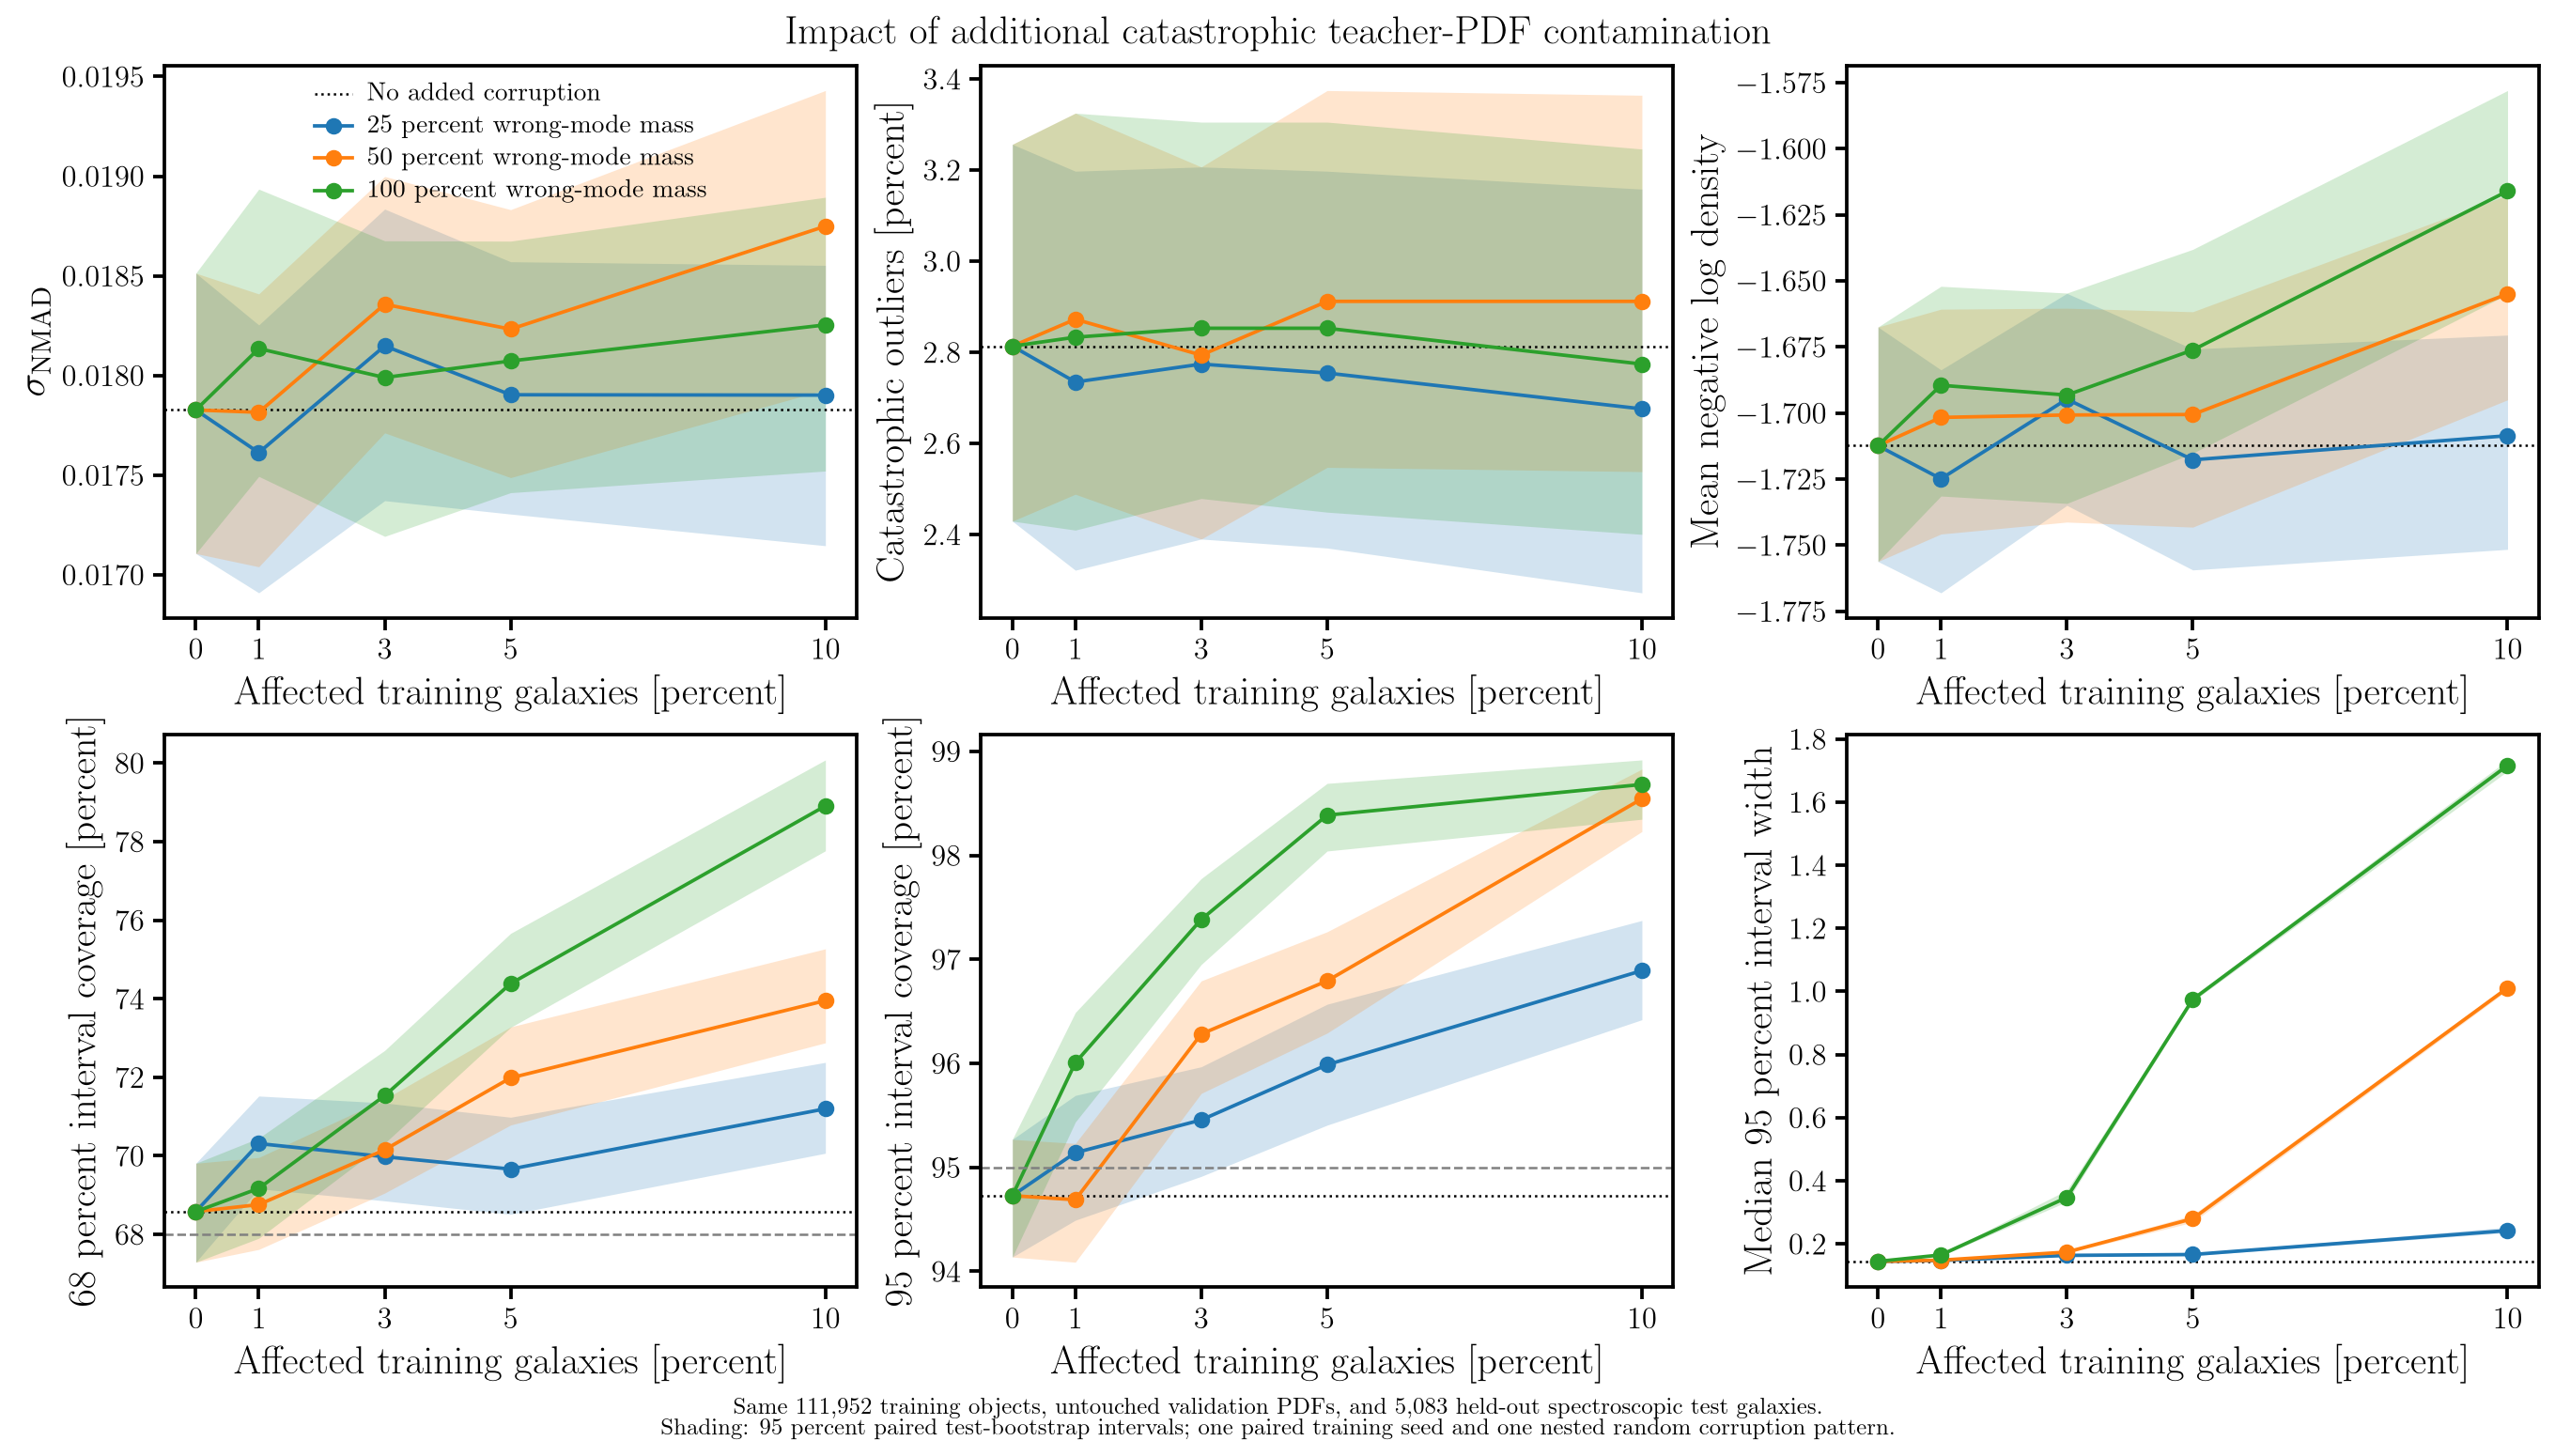 Impact of additional catastrophic teacher-PDF contamination
0.0195
0.0190
0.0185
0.0180
0.0175
0.0170
σNMAD
No added corruption
25 percent wrong-mode mass
50 percent wrong-mode mass
100 percent wrong-mode mass
0 1 3 5 10
Affected training galaxies [percent]
3.4
3.2
3.0
2.8
2.6
2.4
Catastrophic outliers [percent]
0 1 3 5 10
Affected training galaxies [percent]
−1.575
−1.600
−1.625
−1.650
−1.675
−1.700
−1.725
−1.750
−1.775
Mean negative log density
0 1 3 5 10
Affected training galaxies [percent]
80
78
76
74
72
70
68
68 percent interval coverage [percent]
0 1 3 5 10
Affected training galaxies [percent]
99
98
97
96
95
94
95 percent interval coverage [percent]
0 1 3 5 10
Affected training galaxies [percent]
1.8
1.6
1.4
1.2
1.0
0.8
0.6
0.4
0.2
Median 95 percent interval width
0 1 3 5 10
Affected training galaxies [percent]
Same 111,952 training objects, untouched validation PDFs, and 5,083 held-out spectroscopic test galaxies.
Shading: 95 percent paired test-bootstrap intervals; one paired training seed and one nested random corruption pattern.